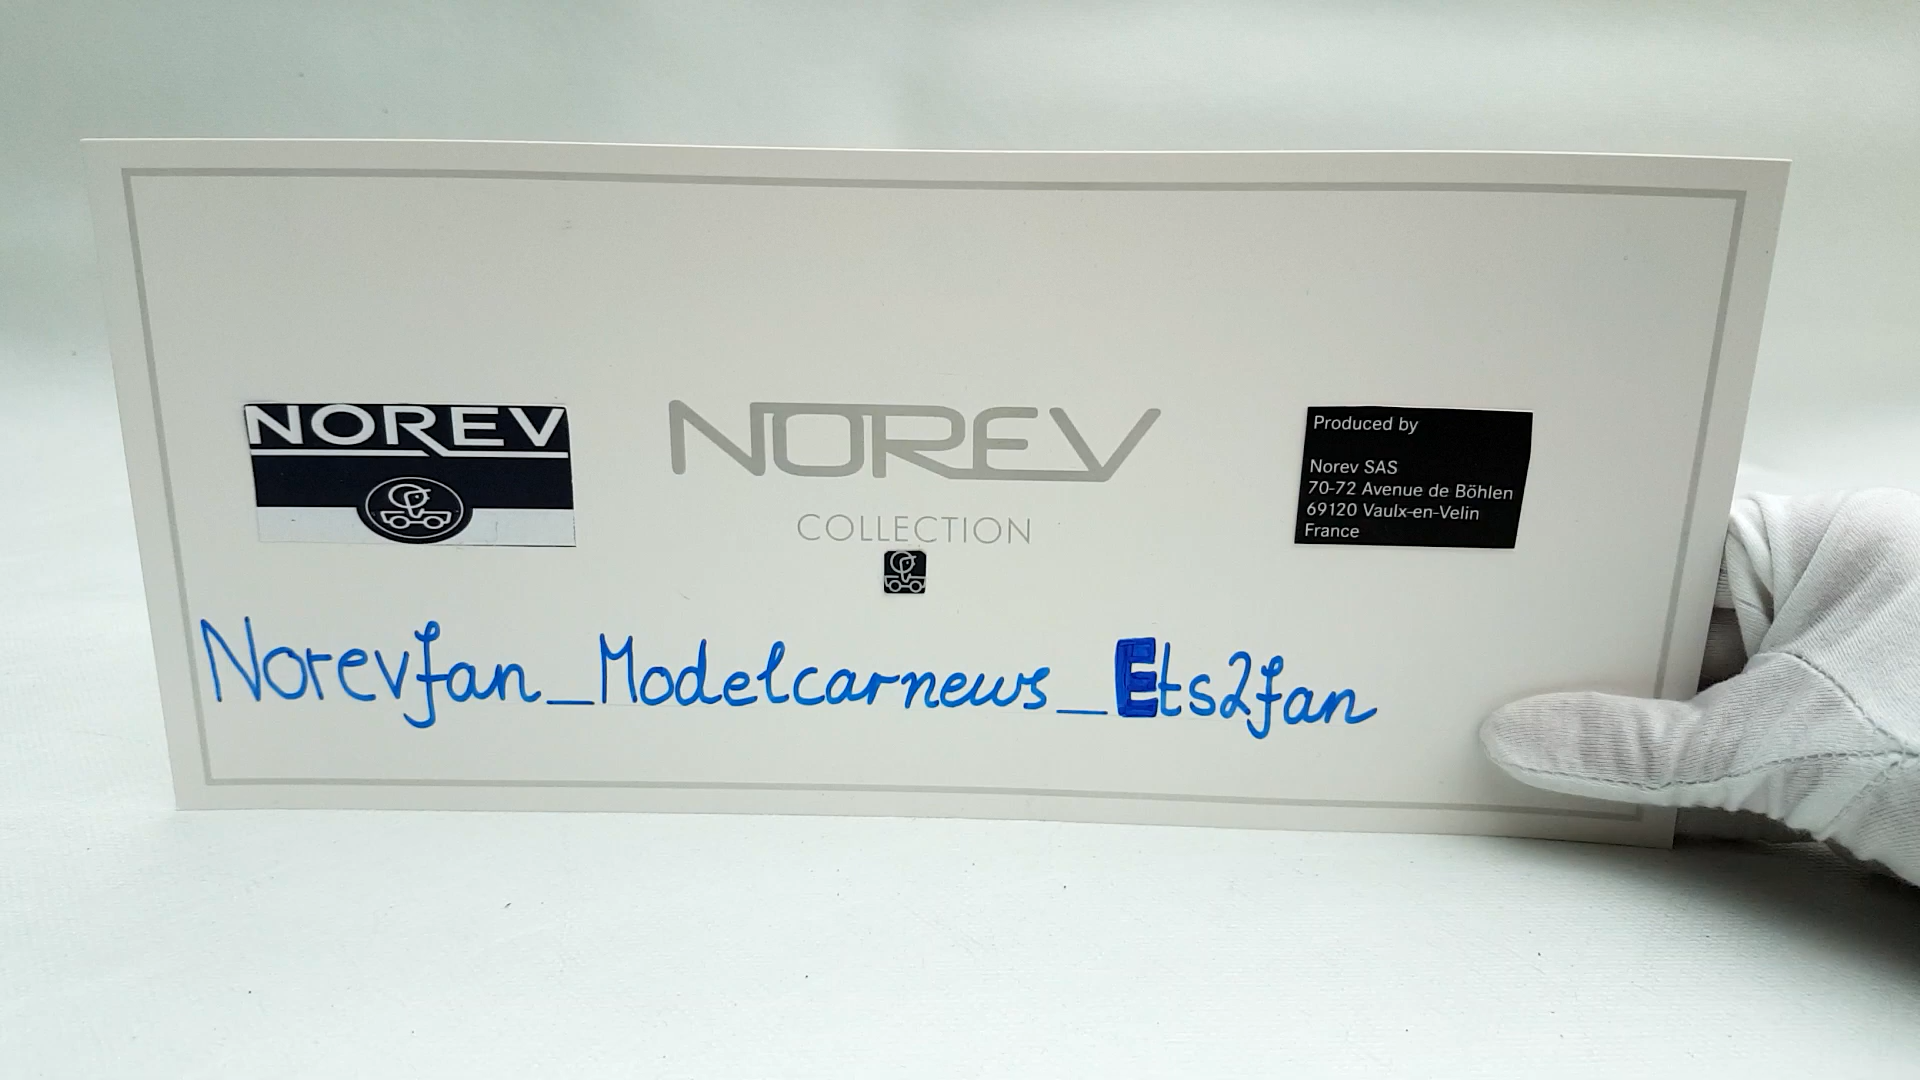 NOREV
NOREV
COLLECTION
Produced by
Norev SAS
70-72 Avenue de Böhlen
69120 Vaulx-en-Velin
France
Norevfan_Modelcarnews_Ets2fan